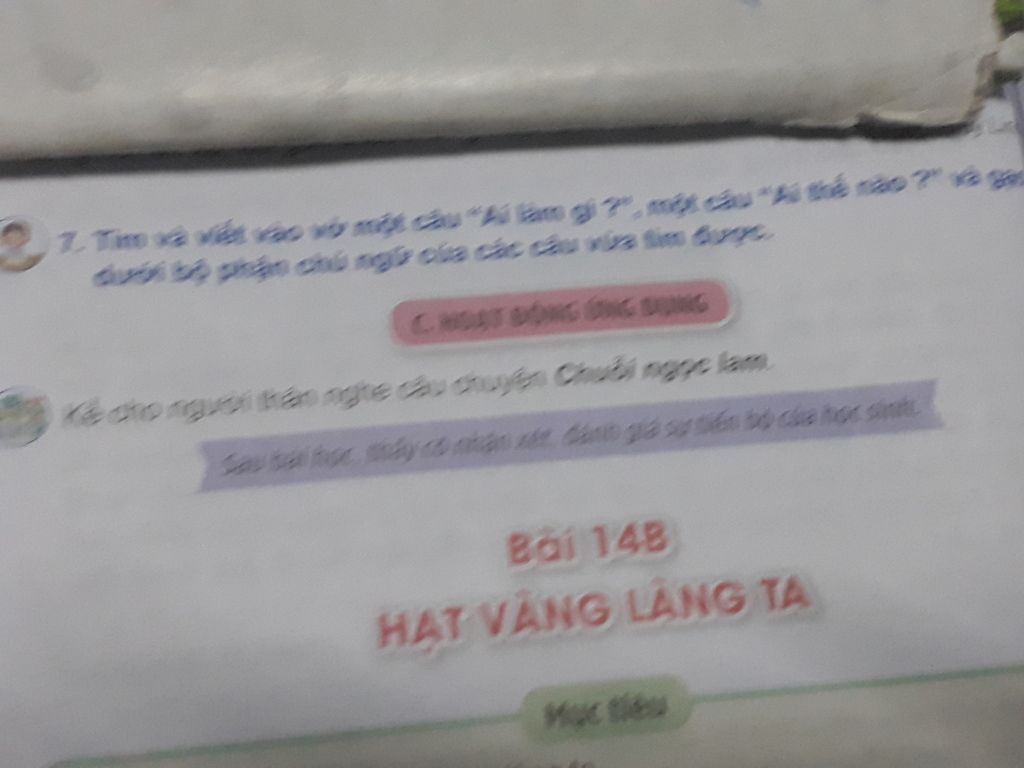 7. Tìm và viết vào vở một câu "Ai làm gì ?", một câu "Ai thế nào ?" và
dưới bộ phận chủ ngữ của các câu vừa tìm được.
C. HOẠT ĐỘNG ỨNG DỤNG
Kể cho người thân nghe câu chuyện Chuỗi ngọc lam.
Sau bài học, thầy cô nhận xét, đánh giá sự tiến bộ của học sinh.
Bài 14B
HẠT VÀNG LÀNG TA
Mục tiêu